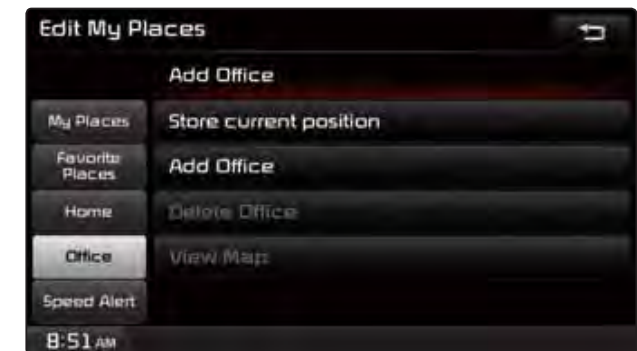 Edit My Places
Add Office
My Places
Store current position
Favorite
Places
Add Office
Home
Delete Office
Office
View Map
Speed Alert
8:51 AM